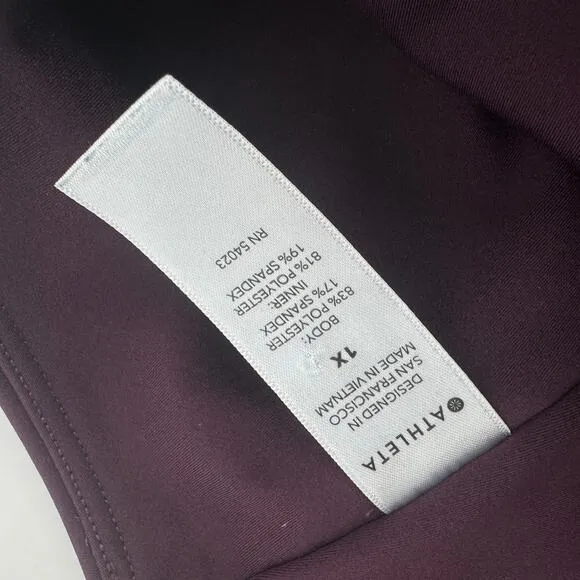 ATHLETA
DESIGNED IN
SAN FRANCISCO
MADE IN VIETNAM
1X
BODY:
83% POLYESTER
17% SPANDEX
INNER:
81% POLYESTER
19% SPANDEX
RN 54023